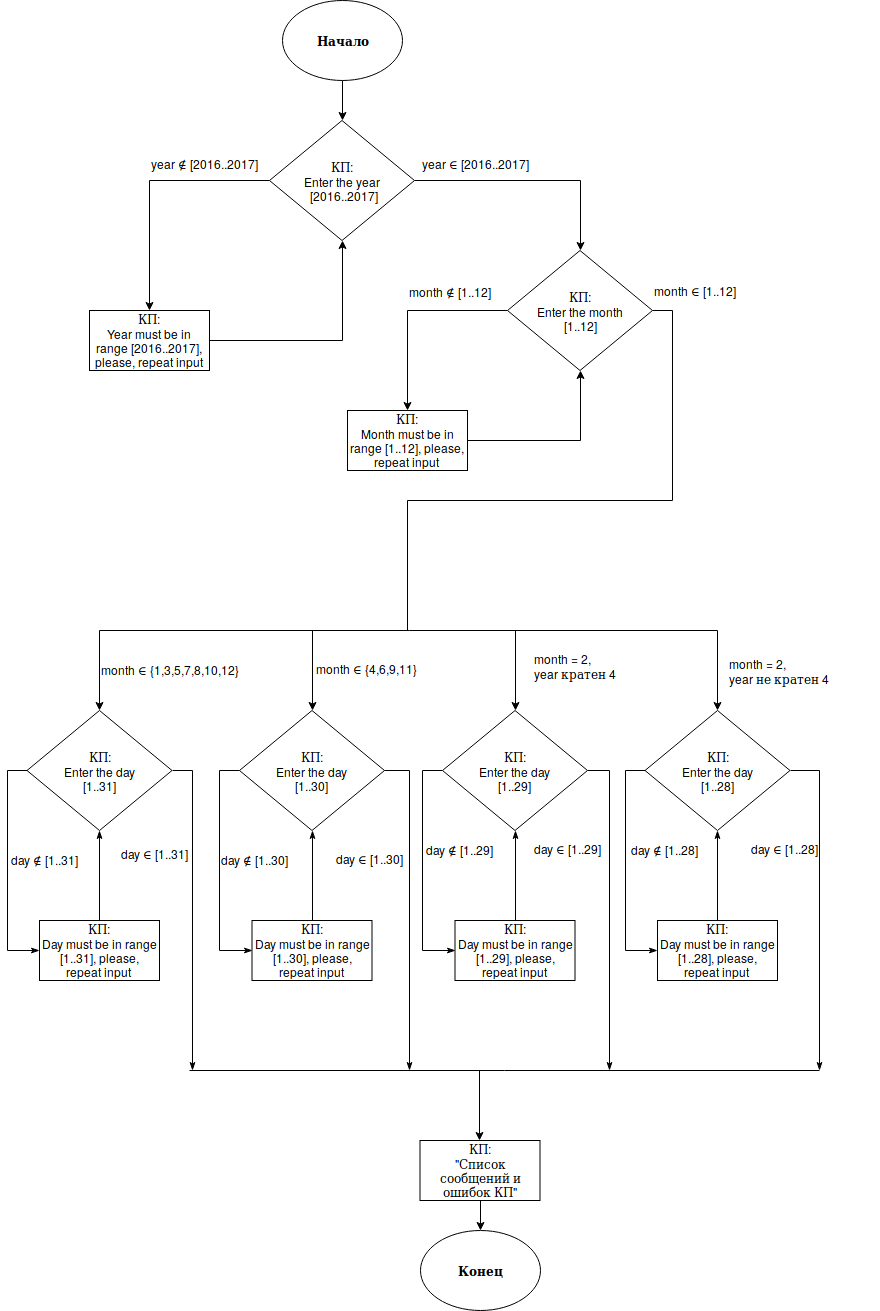 Начало
year ∉ [2016..2017]
КП:
Enter the year
[2016..2017]
year ∈ [2016..2017]
КП:
Year must be in
range [2016..2017],
please, repeat input
month ∉ [1..12]
КП:
Enter the month
[1..12]
month ∈ [1..12]
КП:
Month must be in
range [1..12], please,
repeat input
month ∈ {1,3,5,7,8,10,12}
month ∈ {4,6,9,11}
month = 2,
year кратен 4
month = 2,
year не кратен 4
КП:
Enter the day
[1..31]
КП:
Enter the day
[1..30]
КП:
Enter the day
[1..29]
КП:
Enter the day
[1..28]
day ∉ [1..31]
day ∈ [1..31]
day ∉ [1..30]
day ∈ [1..30]
day ∉ [1..29]
day ∈ [1..29]
day ∉ [1..28]
day ∈ [1..28]
КП:
Day must be in range
[1..31], please,
repeat input
КП:
Day must be in range
[1..30], please,
repeat input
КП:
Day must be in range
[1..29], please,
repeat input
КП:
Day must be in range
[1..28], please,
repeat input
КП:
"Список
сообщений и
ошибок КП"
Конец